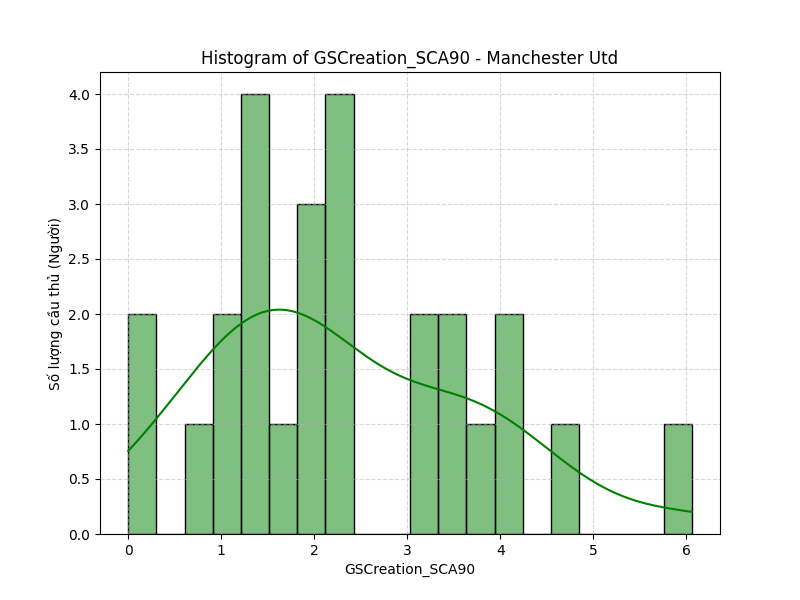 Histogram of GSCreation_SCA90 - Manchester Utd
Số lượng cầu thủ (Người)
4.0
3.5
3.0
2.5
2.0
1.5
1.0
0.5
0.0
0 1 2 3 4 5 6
GSCreation_SCA90